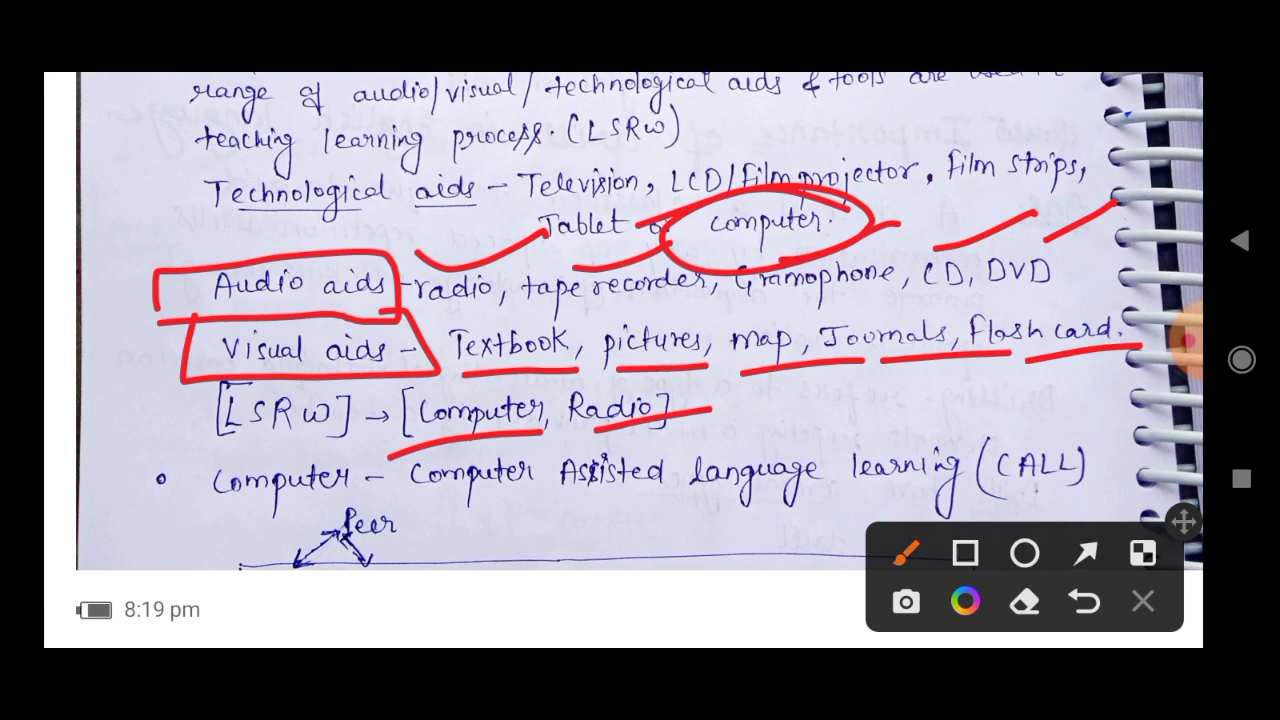 range of audio/visual/technological aids & tools are used in
teaching learning process. (LSRW)
Technological aids - Television, LCD/film projector, film strips,
Tablet or computer.
Audio aids - radio, tape recorder, Gramophone, CD, DVD
Visual aids - Textbook, pictures, map, Journals, flash card.
[LSRW] → [Computer, Radio]
• Computer - Computer Assisted language learning (CALL)
Peer
8:19 pm